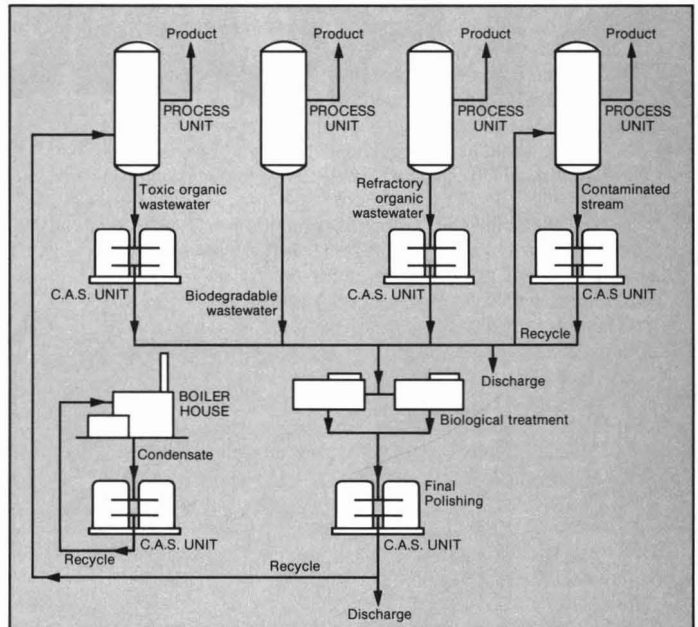 Product
Product
Product
Product
PROCESS
UNIT
PROCESS
UNIT
PROCESS
UNIT
PROCESS
UNIT
Toxic organic
wastewater
Refractory
organic
wastewater
Contaminated
stream
C.A.S. UNIT
Biodegradable
wastewater
C.A.S. UNIT
C.A.S UNIT
Recycle
Discharge
BOILER
HOUSE
Biological treatment
Condensate
Final
Polishing
C.A.S. UNIT
C.A.S. UNIT
Recycle
Recycle
Discharge